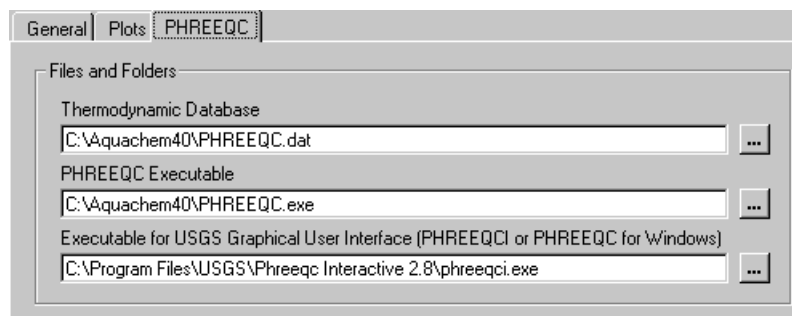 General Plots PHREEQC
Files and Folders
Thermodynamic Database
C:\Aquachem40\PHREEQC.dat ...
PHREEQC Executable
C:\Aquachem40\PHREEQC.exe ...
Executable for USGS Graphical User Interface (PHREEQCI or PHREEQC for Windows)
C:\Program Files\USGS\Phreeqc Interactive 2.8\phreeqci.exe ...